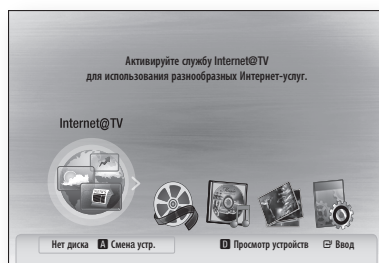 Активируйте службу Internet@TV
для использования разнообразных Интернет-услуг.
Internet@TV
Нет диска A Смена устр. D Просмотр устройств Ввод